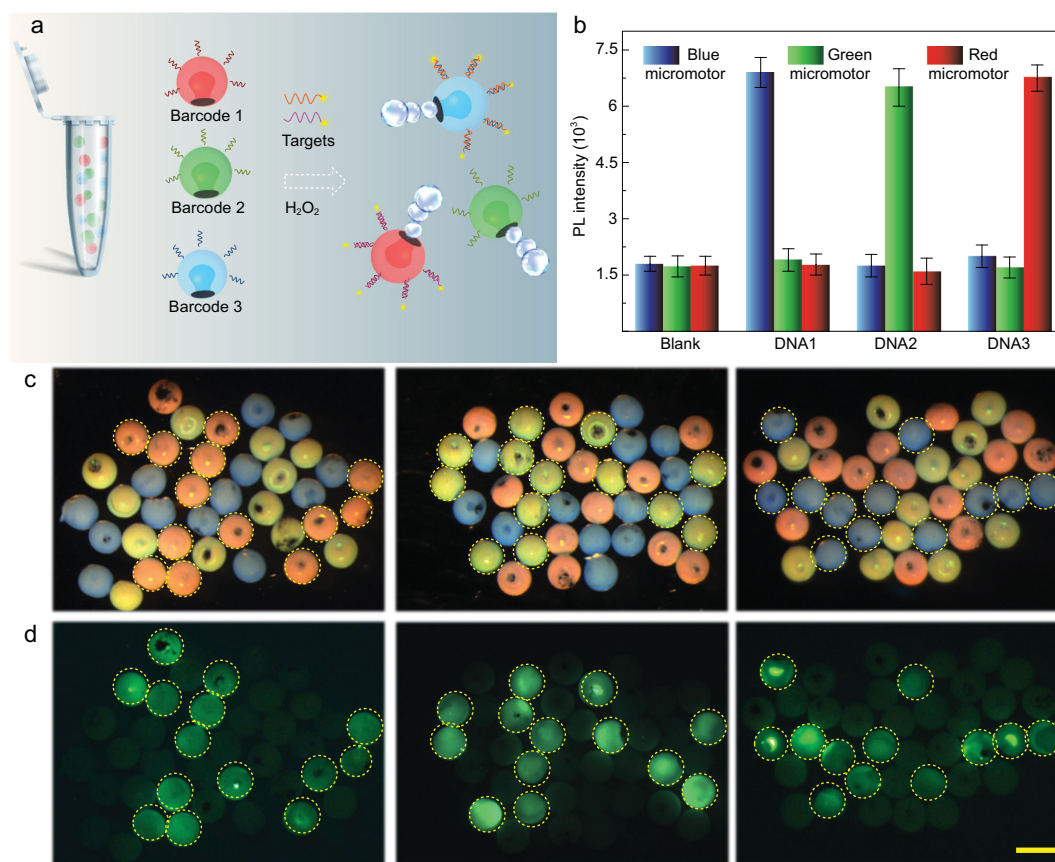 a
Barcode 1
Barcode 2
Barcode 3
Targets
H₂O₂
b
Blue micromotor
Green micromotor
Red micromotor
PL intensity (10³)
7.5
6
4.5
3
1.5
Blank
DNA1
DNA2
DNA3
c
d